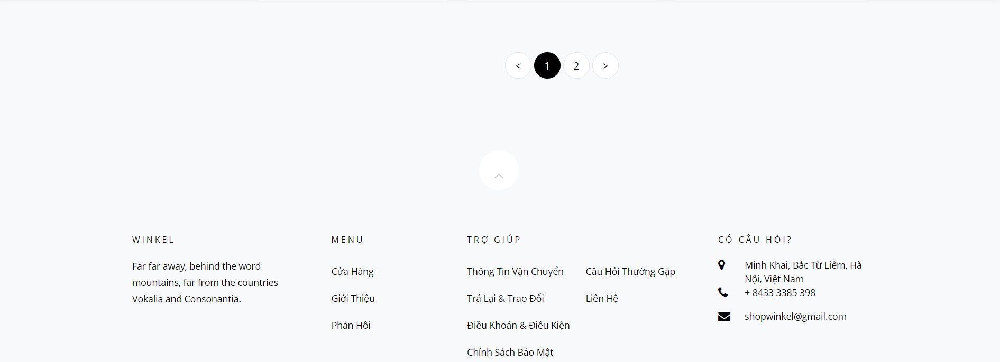 < 1 2 >
WINKEL
Far far away, behind the word
mountains, far from the countries
Vokalia and Consonantia.
MENU
Cửa Hàng
Giới Thiệu
Phản Hồi
TRỢ GIÚP
Thông Tin Vận Chuyển
Trả Lại & Trao Đổi
Điều Khoản & Điều Kiện
Chính Sách Bảo Mật
Câu Hỏi Thường Gặp
Liên Hệ
CÓ CÂU HỎI?
Minh Khai, Bắc Từ Liêm, Hà
Nội, Việt Nam
+ 8433 3385 398
shopwinkel@gmail.com